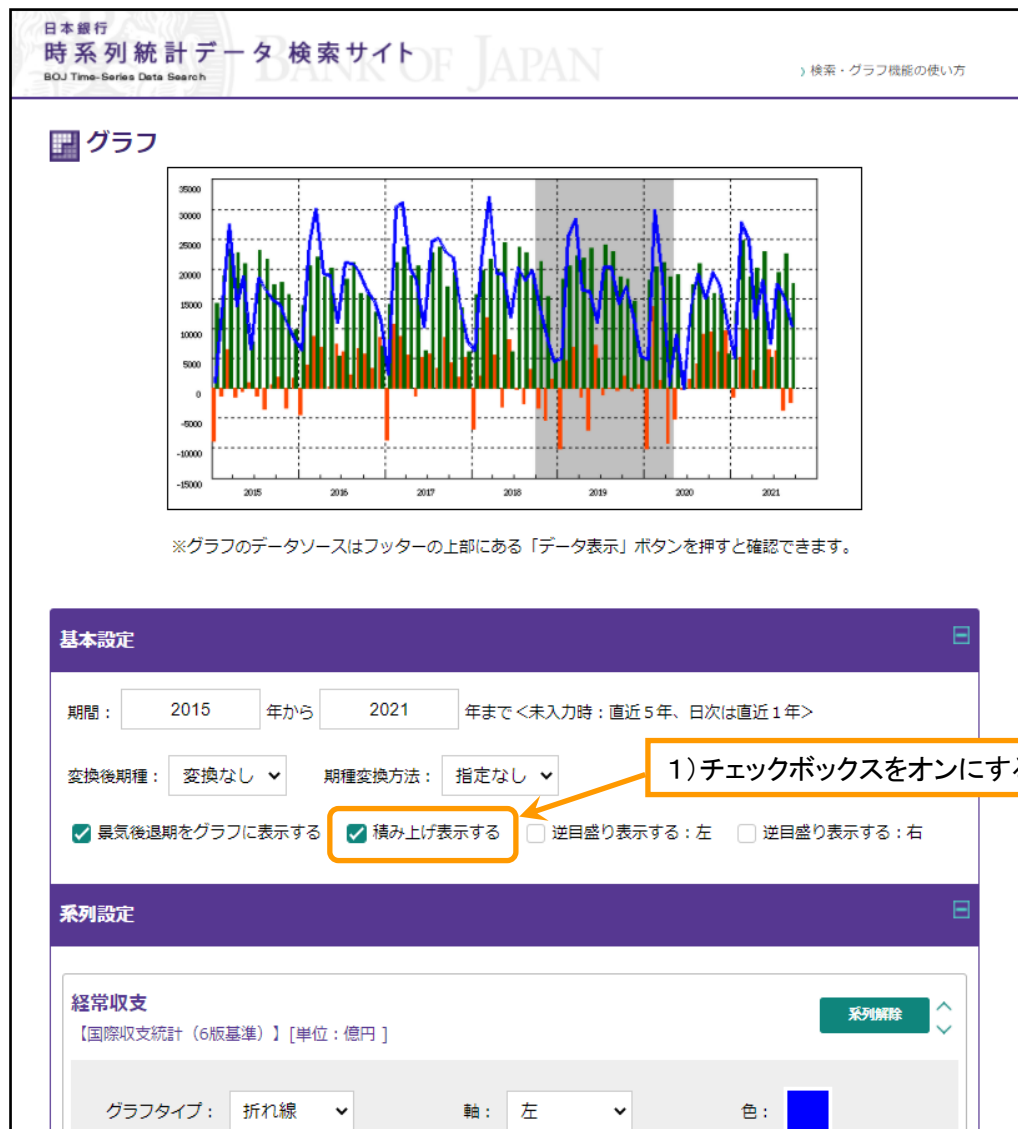 日本銀行
時系列統計データ 検索サイト
BOJ Time-Series Data Search
BANK OF JAPAN
検索・グラフ機能の使い方
グラフ
35000
30000
25000
20000
15000
10000
5000
0
-5000
-10000
-15000
2015 2016 2017 2018 2019 2020 2021
※グラフのデータソースはフッターの上部にある「データ表示」ボタンを押すと確認できます。
基本設定
期間： 2015 年から 2021 年まで＜未入力時：直近５年、日次は直近１年＞
変換後期種： 変換なし 期種変換方法： 指定なし
１）チェックボックスをオンにす
景気後退期をグラフに表示する 積み上げ表示する 逆目盛り表示する：左 逆目盛り表示する：右
系列設定
経常収支
【国際収支統計（6版基準）】[単位：億円 ]
系列解除
グラフタイプ： 折れ線 軸： 左 色：